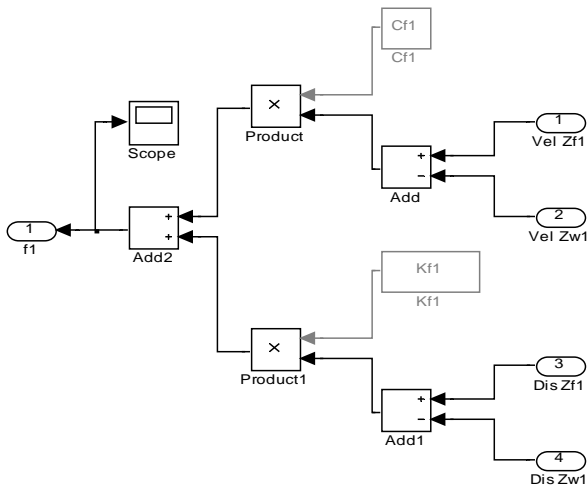 Cf1
Cf1
×
Product
Scope
1
Vel Zf1
+
−
Add
2
Vel Zw1
1
f1
+
+
Add2
Kf1
Kf1
×
Product1
3
Dis Zf1
+
−
Add1
4
Dis Zw1